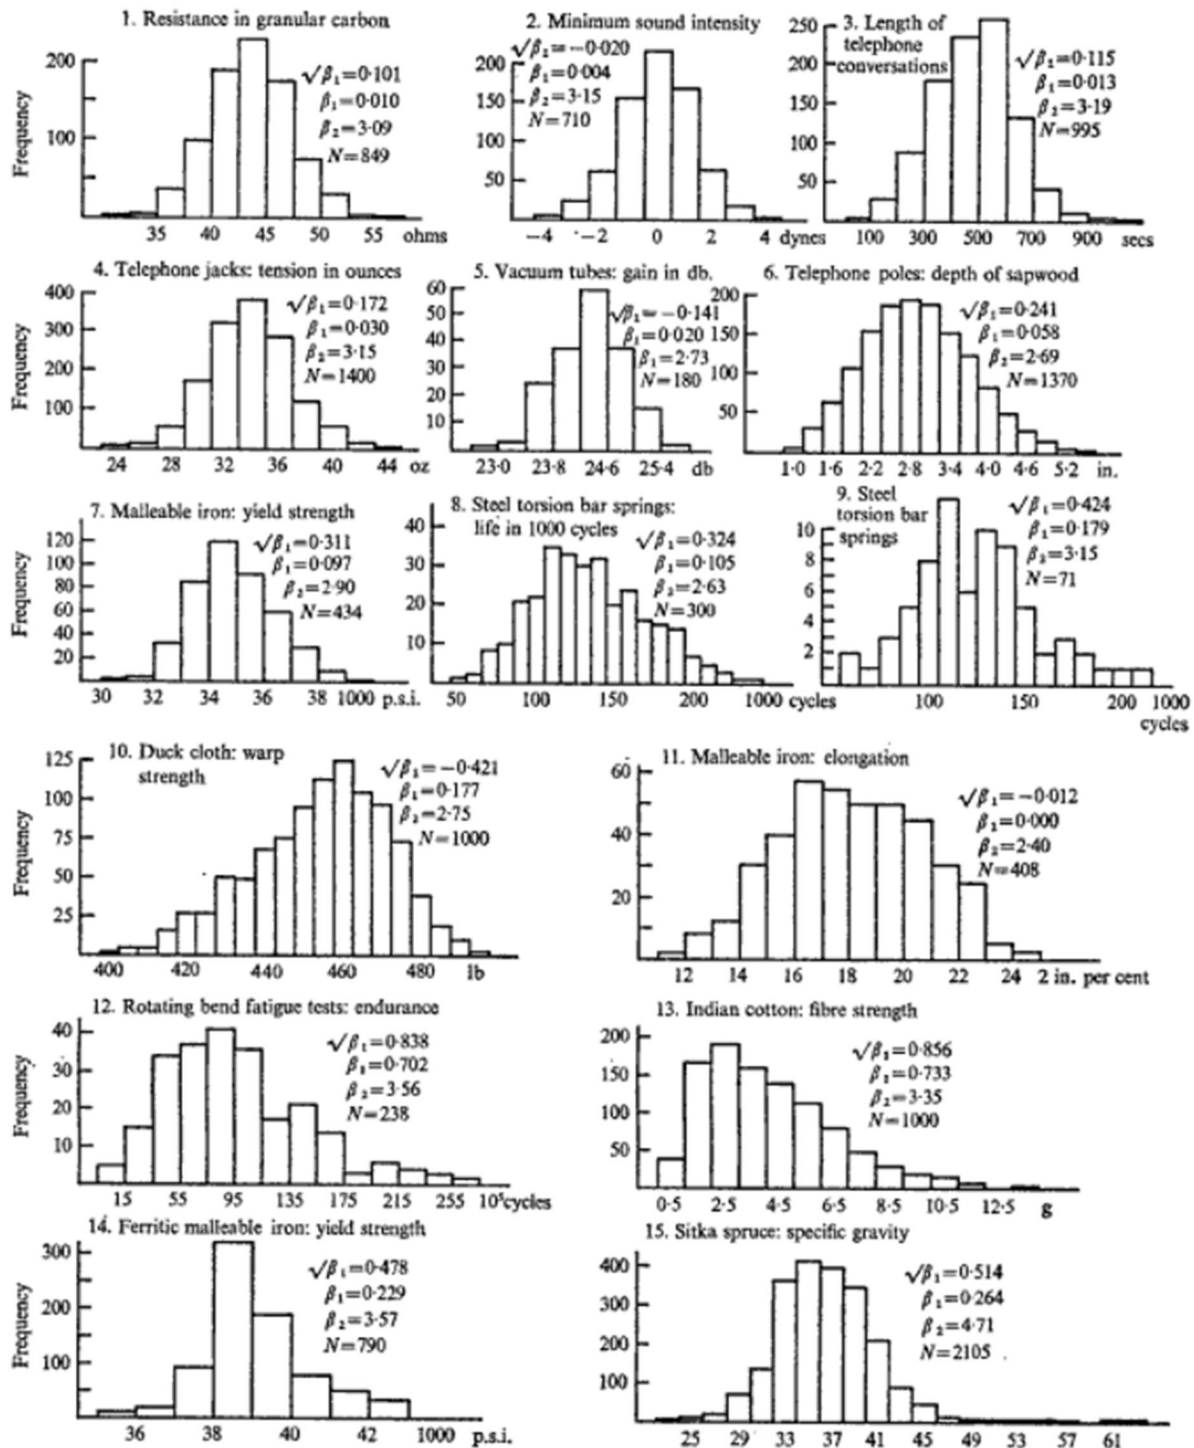 1. Resistance in granular carbon
Frequency
200
100
√β₁=0·101
β₁=0·010
β₂=3·09
N=849
35 40 45 50 55 ohms
2. Minimum sound intensity
√β₁=−0·020
β₁=0·004
β₂=3·15
N=710
200
150
100
50
−4 −2 0 2 4 dynes
3. Length of
telephone
conversations
250
200
150
100
50
√β₁=0·115
β₁=0·013
β₂=3·19
N=995
100 300 500 700 900 secs
4. Telephone jacks: tension in ounces
Frequency
400
300
200
100
√β₁=0·172
β₁=0·030
β₂=3·15
N=1400
24 28 32 36 40 44 oz
5. Vacuum tubes: gain in db.
60
50
40
30
20
10
√β₁=−0·141
β₁=0·020
β₁=2·73
N=180
23·0 23·8 24·6 25·4 db
6. Telephone poles: depth of sapwood
200
150
100
50
√β₁=0·241
β₁=0·058
β₂=2·69
N=1370
1·0 1·6 2·2 2·8 3·4 4·0 4·6 5·2 in.
7. Malleable iron: yield strength
Frequency
120
100
80
60
40
20
√β₁=0·311
β₁=0·097
β₂=2·90
N=434
30 32 34 36 38 1000 p.s.i.
8. Steel torsion bar springs:
life in 1000 cycles
40
30
20
10
√β₁=0·324
β₁=0·105
β₂=2·63
N=300
50 100 150 200 1000 cycles
9. Steel
torsion bar
springs
10
8
6
4
2
√β₁=0·424
β₁=0·179
β₂=3·15
N=71
100 150 200 1000
cycles
10. Duck cloth: warp
strength
Frequency
125
100
75
50
25
√β₁=−0·421
β₁=0·177
β₂=2·75
N=1000
400 420 440 460 480 lb
11. Malleable iron: elongation
60
40
20
√β₁=−0·012
β₁=0·000
β₂=2·40
N=408
12 14 16 18 20 22 24 2 in. per cent
12. Rotating bend fatigue tests: endurance
Frequency
40
30
20
10
√β₁=0·838
β₁=0·702
β₂=3·56
N=238
15 55 95 135 175 215 255 10⁵cycles
13. Indian cotton: fibre strength
200
150
100
50
√β₁=0·856
β₁=0·733
β₂=3·35
N=1000
0·5 2·5 4·5 6·5 8·5 10·5 12·5 g
14. Ferritic malleable iron: yield strength
Frequency
300
200
100
√β₁=0·478
β₁=0·229
β₂=3·57
N=790
36 38 40 42 1000 p.s.i.
15. Sitka spruce: specific gravity
400
300
200
100
√β₁=0·514
β₁=0·264
β₂=4·71
N=2105
25 29 33 37 41 45 49 53 57 61